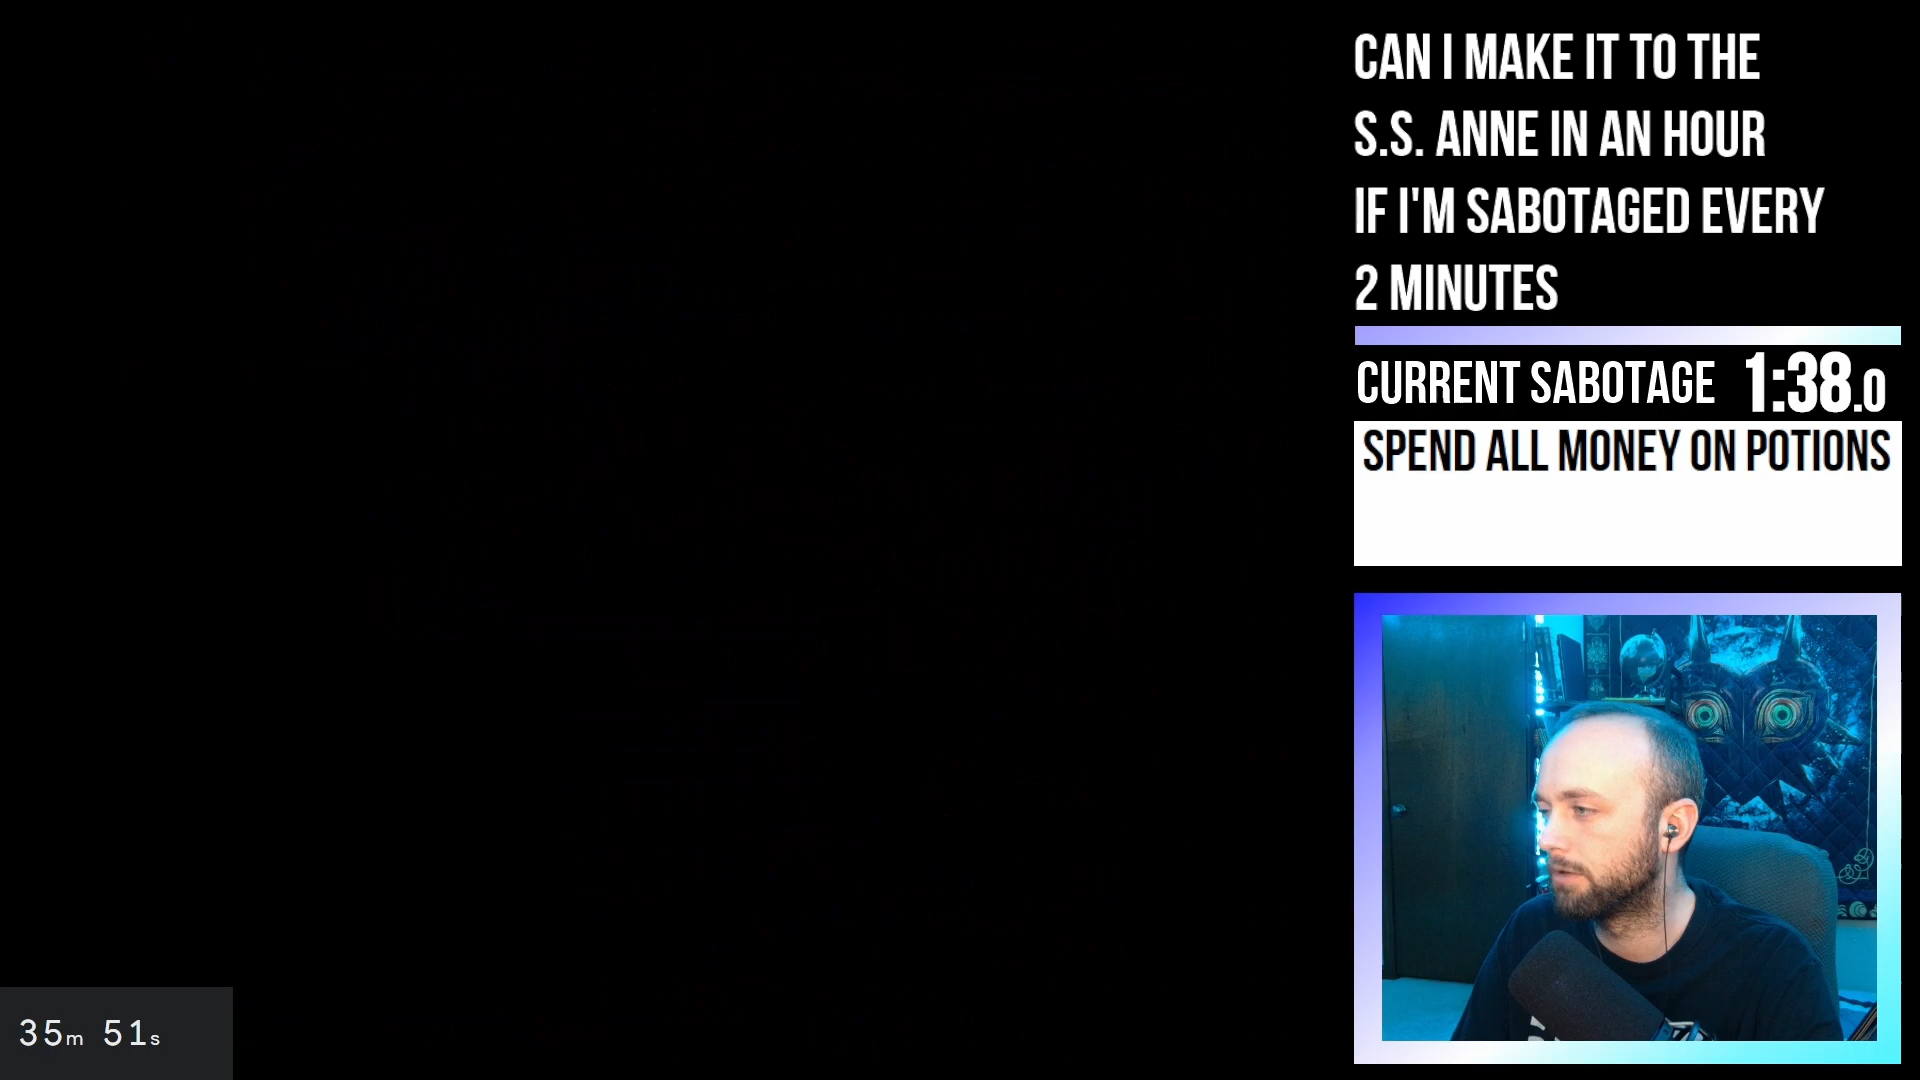 CAN I MAKE IT TO THE
S.S. ANNE IN AN HOUR
IF I'M SABOTAGED EVERY
2 MINUTES
CURRENT SABOTAGE 1:38.0
SPEND ALL MONEY ON POTIONS
35m 51s